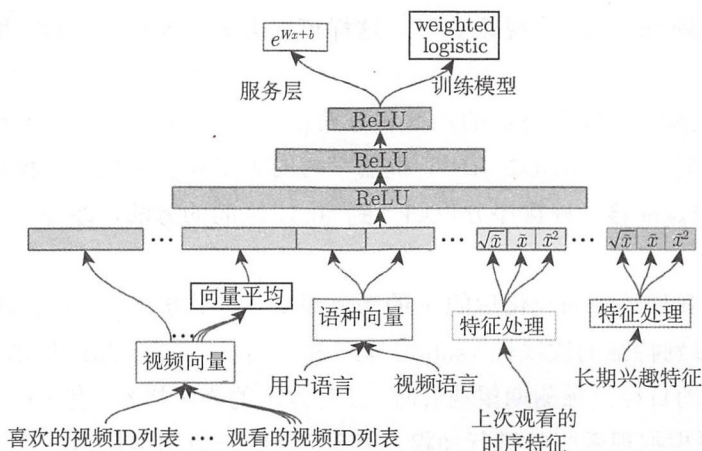 e^{Wx+b}
weighted
logistic
服务层
训练模型
ReLU
ReLU
ReLU
··· ··· ···
√x̄ x̄ x̄²
√x̄ x̄ x̄²
向量平均
语种向量
特征处理
特征处理
···
视频向量
用户语言
视频语言
长期兴趣特征
上次观看的
时序特征
喜欢的视频ID列表 ··· 观看的视频ID列表